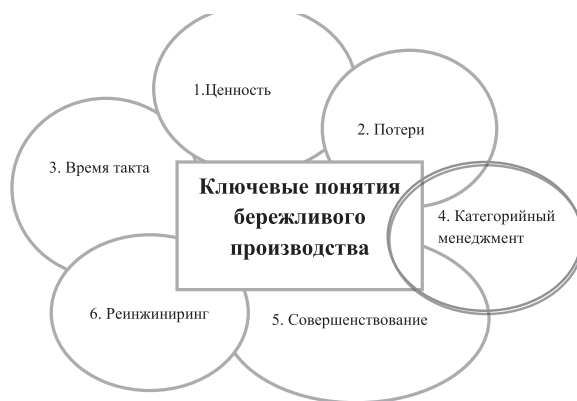 1.Ценность
2. Потери
3. Время такта
Ключевые понятия
бережливого
производства
4. Категорийный
менеджмент
6. Реинжиниринг
5. Совершенствование